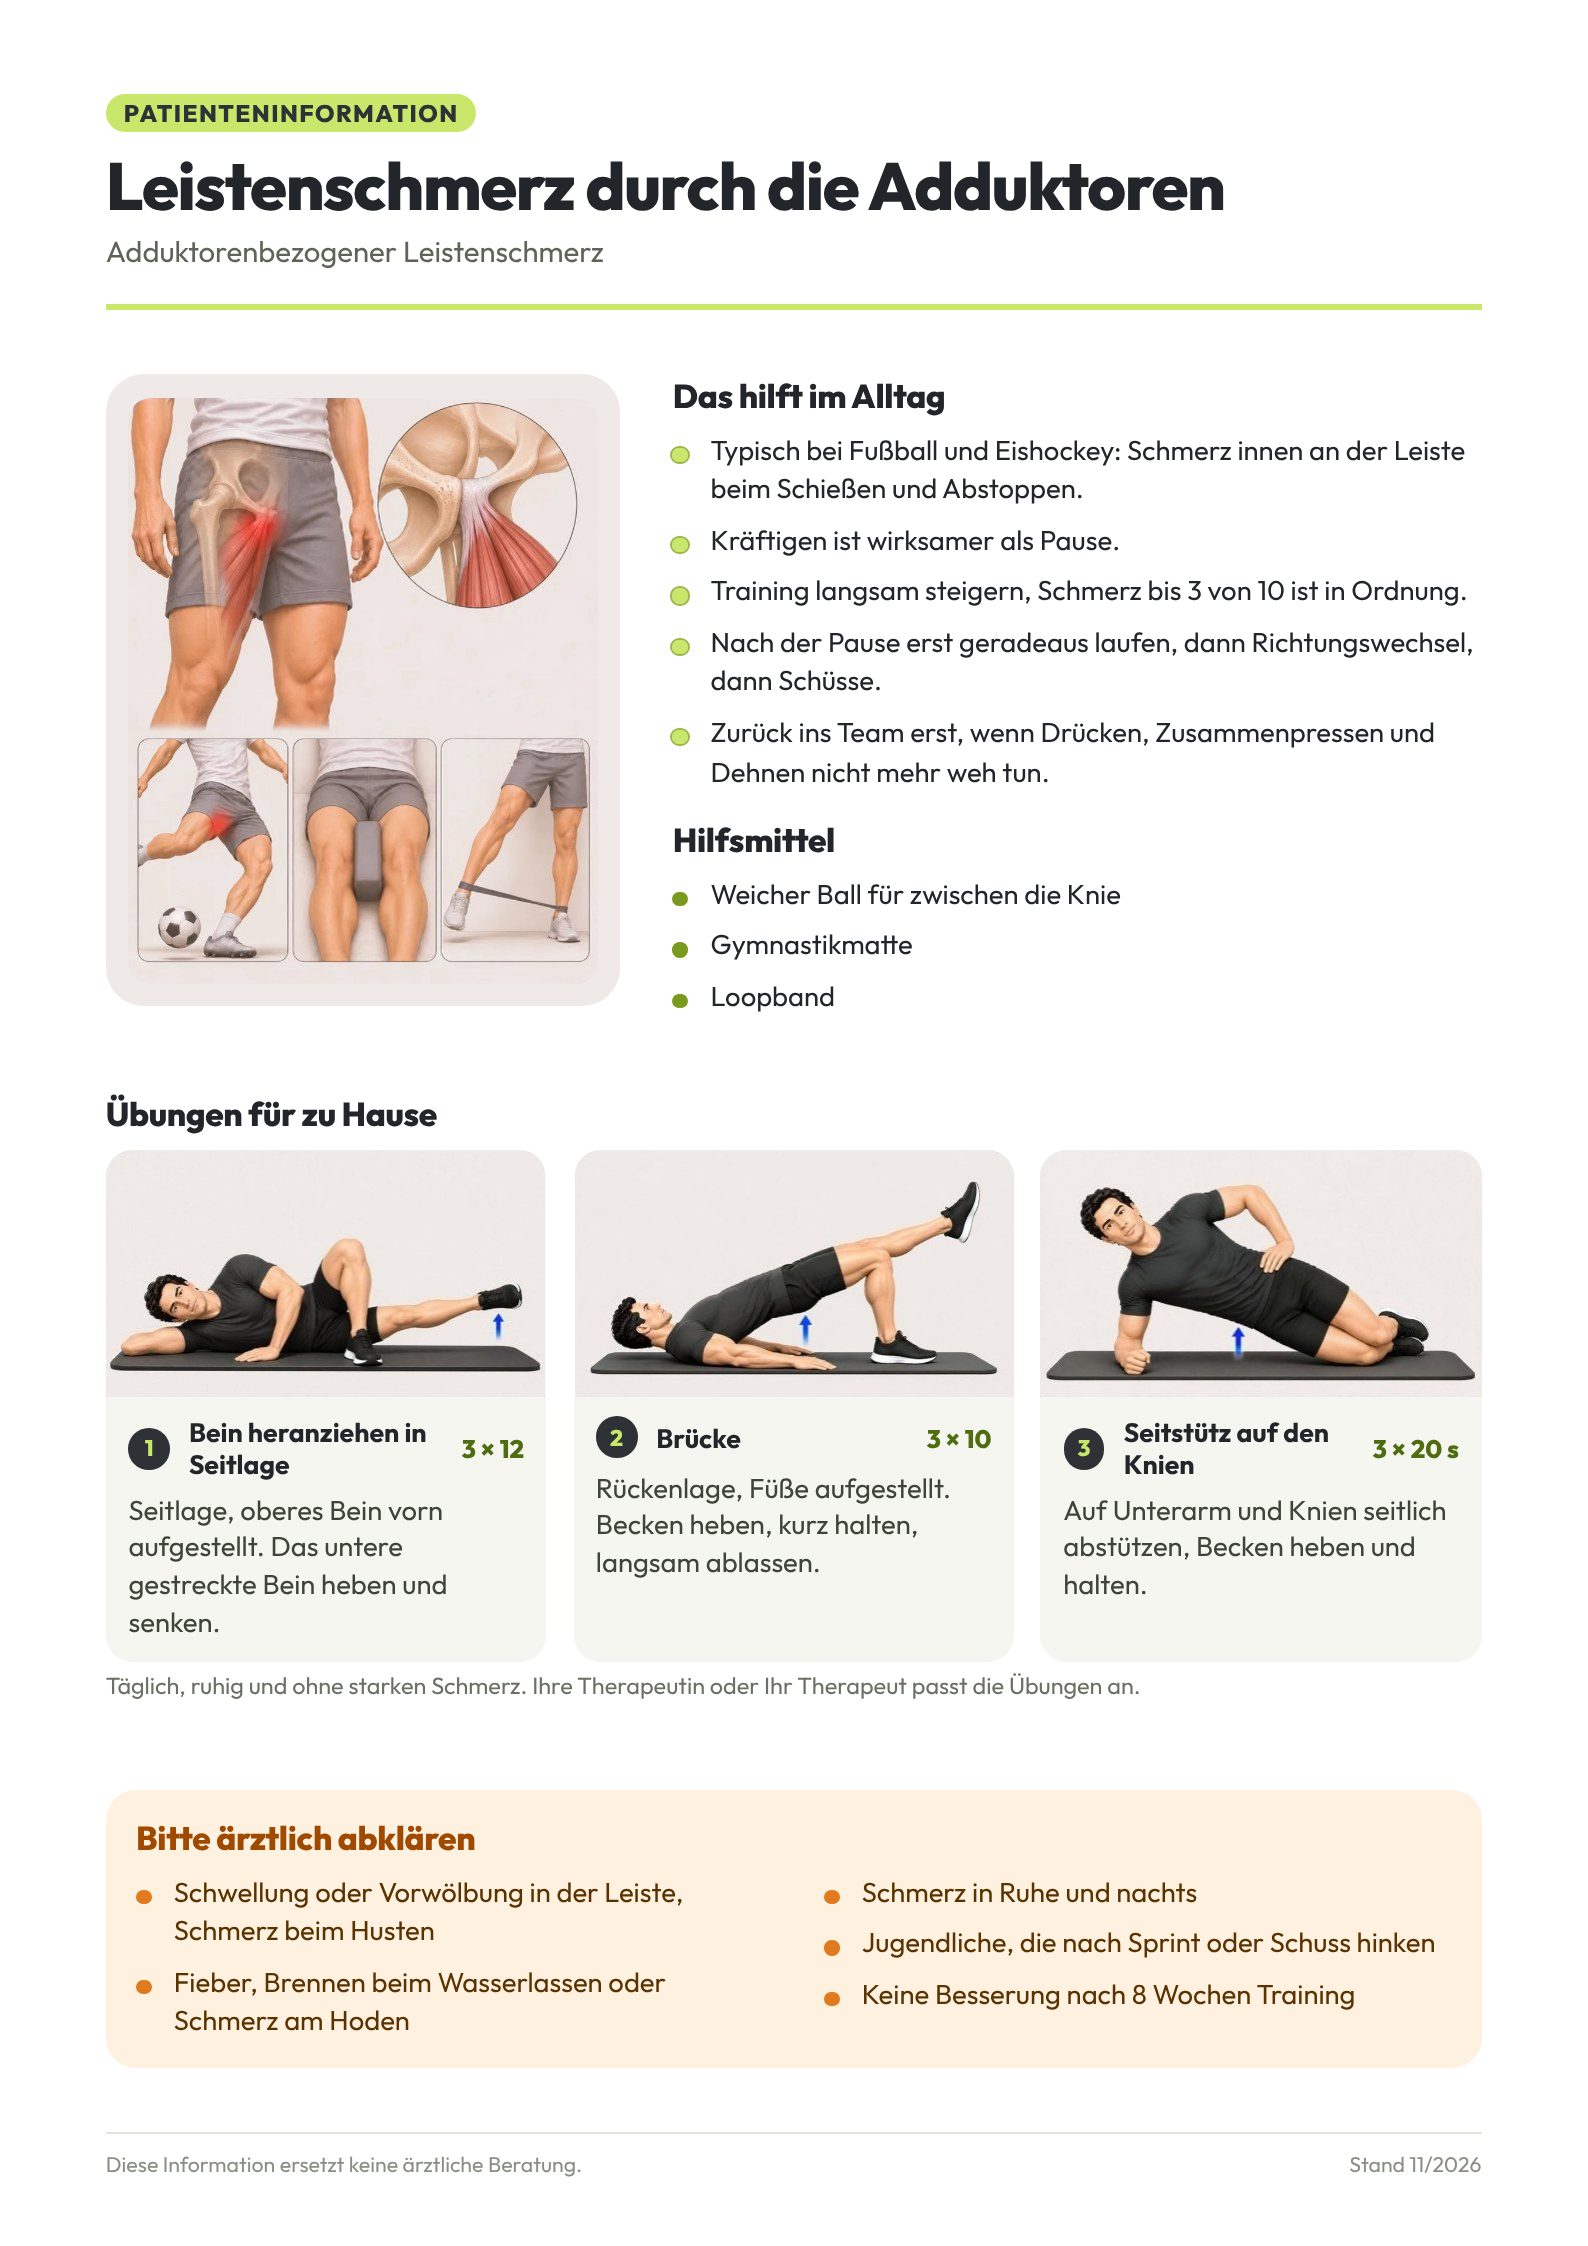 PATIENTENINFORMATION
Leistenschmerz durch die Adduktoren
Adduktorenbezogener Leistenschmerz
Das hilft im Alltag
Typisch bei Fußball und Eishockey: Schmerz innen an der Leiste
beim Schießen und Abstoppen.
Kräftigen ist wirksamer als Pause.
Training langsam steigern, Schmerz bis 3 von 10 ist in Ordnung.
Nach der Pause erst geradeaus laufen, dann Richtungswechsel,
dann Schüsse.
Zurück ins Team erst, wenn Drücken, Zusammenpressen und
Dehnen nicht mehr weh tun.
Hilfsmittel
Weicher Ball für zwischen die Knie
Gymnastikmatte
Loopband
Übungen für zu Hause
1 Bein heranziehen in
Seitlage
3 × 12
Seitlage, oberes Bein vorn
aufgestellt. Das untere
gestreckte Bein heben und
senken.
2 Brücke 3 × 10
Rückenlage, Füße aufgestellt.
Becken heben, kurz halten,
langsam ablassen.
3 Seitstütz auf den
Knien
3 × 20 s
Auf Unterarm und Knien seitlich
abstützen, Becken heben und
halten.
Täglich, ruhig und ohne starken Schmerz. Ihre Therapeutin oder Ihr Therapeut passt die Übungen an.
Bitte ärztlich abklären
Schwellung oder Vorwölbung in der Leiste,
Schmerz beim Husten
Fieber, Brennen beim Wasserlassen oder
Schmerz am Hoden
Schmerz in Ruhe und nachts
Jugendliche, die nach Sprint oder Schuss hinken
Keine Besserung nach 8 Wochen Training
Diese Information ersetzt keine ärztliche Beratung.
Stand 11/2026